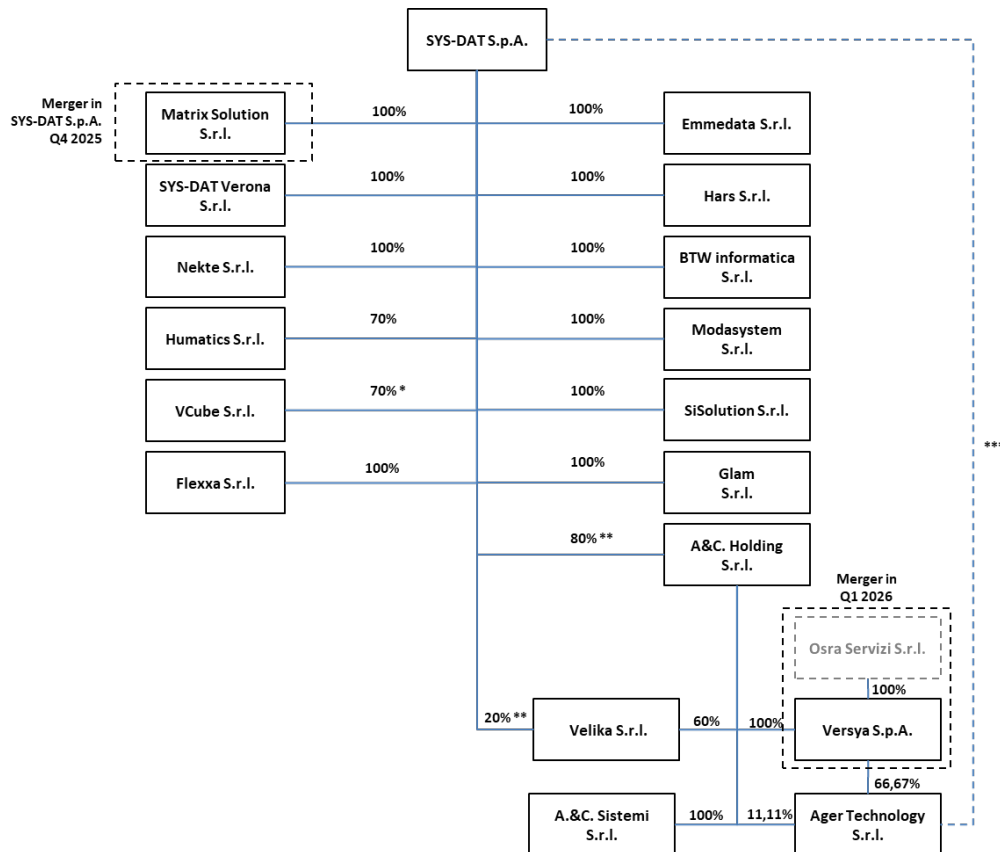 SYS-DAT S.p.A.
Merger in
SYS-DAT S.p.A.
Q4 2025
Matrix Solution
S.r.l.
100%
100%
Emmedata S.r.l.
SYS-DAT Verona
S.r.l.
100%
100%
Hars S.r.l.
Nekte S.r.l.
100%
100%
BTW informatica
S.r.l.
Humatics S.r.l.
70%
100%
Modasystem
S.r.l.
VCube S.r.l.
70% *
100%
SiSolution S.r.l.
***
Flexxa S.r.l.
100%
100%
Glam
S.r.l.
80% **
A&C. Holding
S.r.l.
Merger in
Q1 2026
Osra Servizi S.r.l.
100%
20% **
Velika S.r.l.
60%
100%
Versya S.p.A.
66,67%
A.&C. Sistemi
S.r.l.
100%
11,11%
Ager Technology
S.r.l.